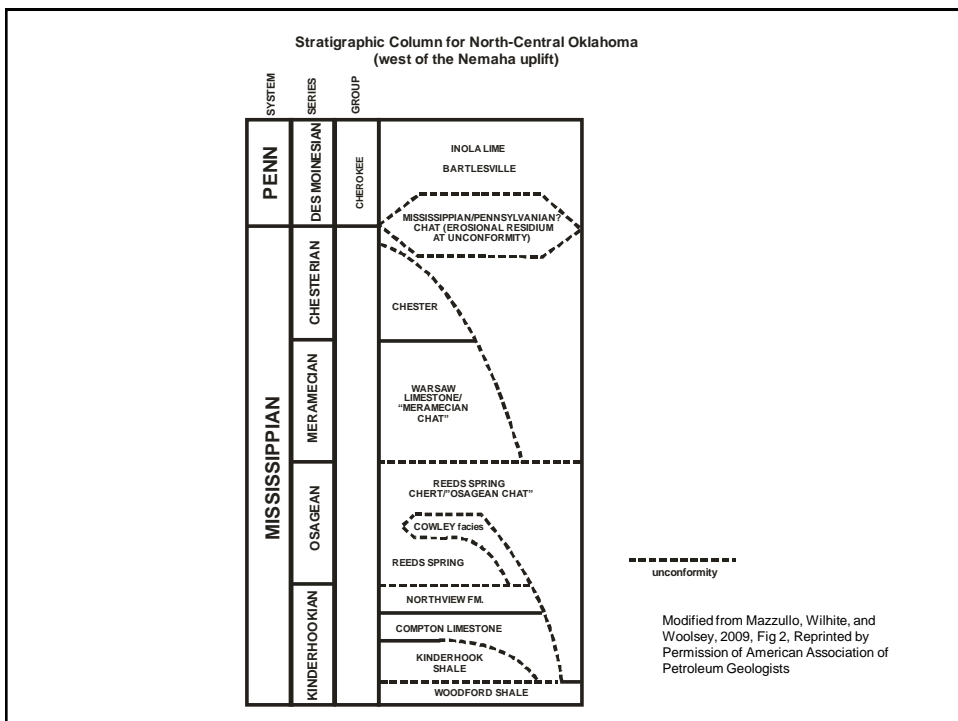 Stratigraphic Column for North-Central Oklahoma
(west of the Nemaha uplift)
SYSTEM
SERIES
GROUP
PENN
DES MOINESIAN
CHEROKEE
INOLA LIME
BARTLESVILLE
MISSISSIPPIAN/PENNSYLVANIAN?
CHAT (EROSIONAL RESIDIUM
AT UNCONFORMITY)
MISSISSIPPIAN
CHESTERIAN
CHESTER
MERAMECIAN
WARSAW
LIMESTONE/
“MERAMECIAN
CHAT”
OSAGEAN
REEDS SPRING
CHERT/”OSAGEAN CHAT”
COWLEY facies
REEDS SPRING
KINDERHOOKIAN
NORTHVIEW FM.
COMPTON LIMESTONE
KINDERHOOK
SHALE
WOODFORD SHALE
unconformity
Modified from Mazzullo, Wilhite, and
Woolsey, 2009, Fig 2, Reprinted by
Permission of American Association of
Petroleum Geologists